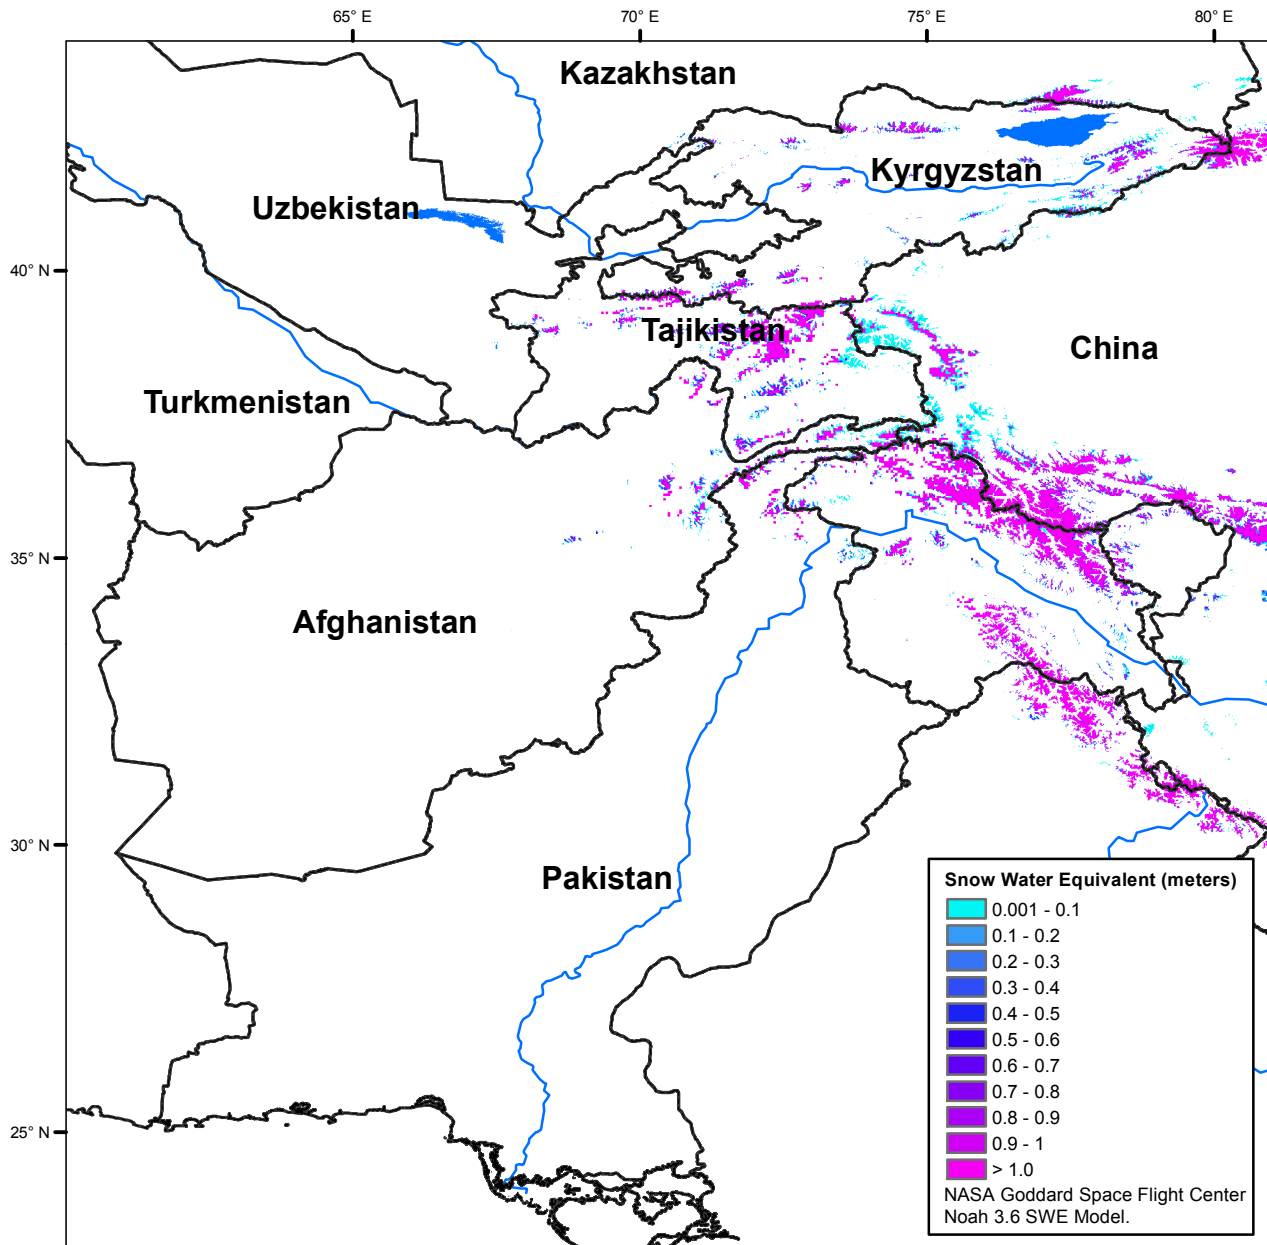 65° E
70° E
75° E
80° E
Kazakhstan
Kyrgyzstan
Uzbekistan
40° N
Tajikistan
China
Turkmenistan
35° N
Afghanistan
30° N
Pakistan
25° N
Snow Water Equivalent (meters)
0.001 - 0.1
0.1 - 0.2
0.2 - 0.3
0.3 - 0.4
0.4 - 0.5
0.5 - 0.6
0.6 - 0.7
0.7 - 0.8
0.8 - 0.9
0.9 - 1
> 1.0
NASA Goddard Space Flight Center
Noah 3.6 SWE Model.